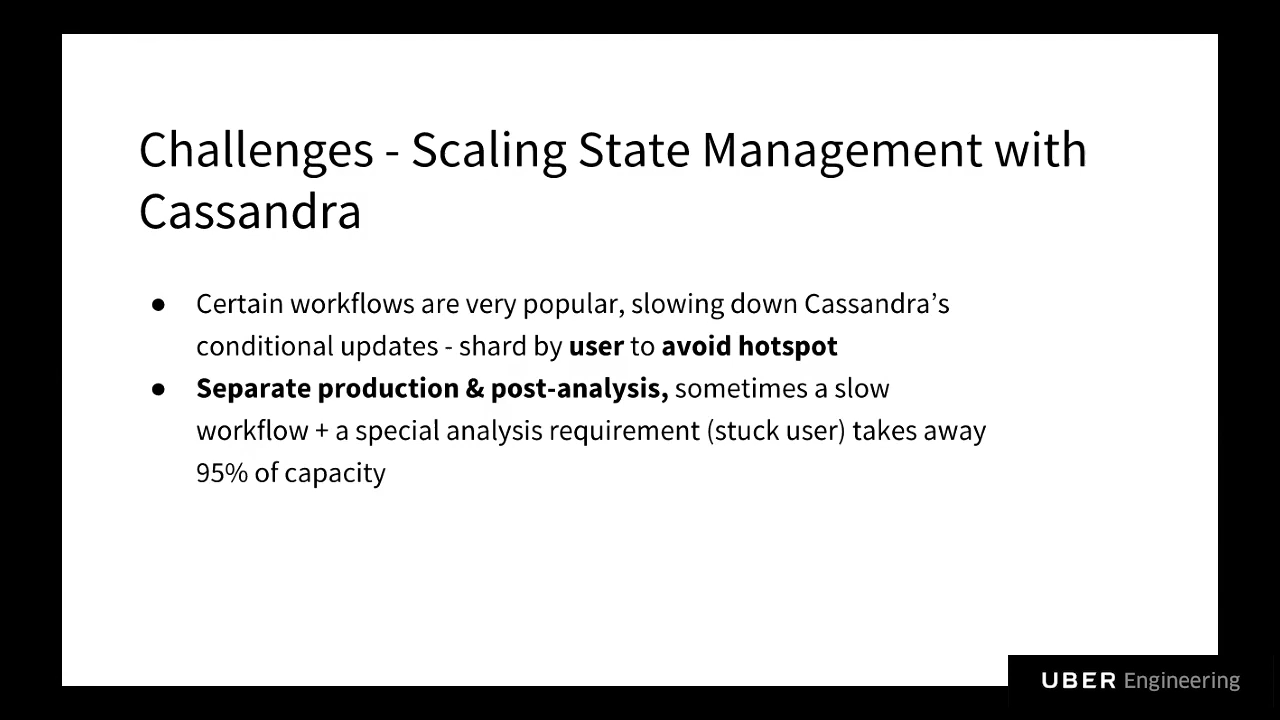 Challenges - Scaling State Management with
Cassandra
● Certain workflows are very popular, slowing down Cassandra’s
conditional updates - shard by user to avoid hotspot
● Separate production & post-analysis, sometimes a slow
workflow + a special analysis requirement (stuck user) takes away
95% of capacity
UBER Engineering